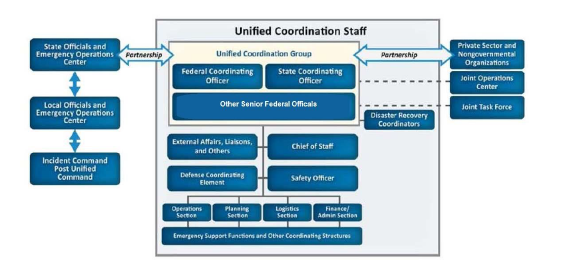 Unified Coordination Staff
State Officials and
Emergency Operations
Center
Partnership
Unified Coordination Group
Partnership
Private Sector and
Nongovernmental
Organizations
Federal Coordinating
Officer
State Coordinating
Officer
Joint Operations
Center
Local Officials and
Emergency Operations
Center
Other Senior Federal Officals
Joint Task Force
Disaster Recovery
Coordinators
Incident Command
Post Unified
Command
External Affairs, Liaisons,
and Others
Chief of Staff
Defense Coordinating
Element
Safety Officer
Operations
Section
Planning
Section
Logistics
Section
Finance/
Admin Section
Emergency Support Functions and Other Coordinating Structures